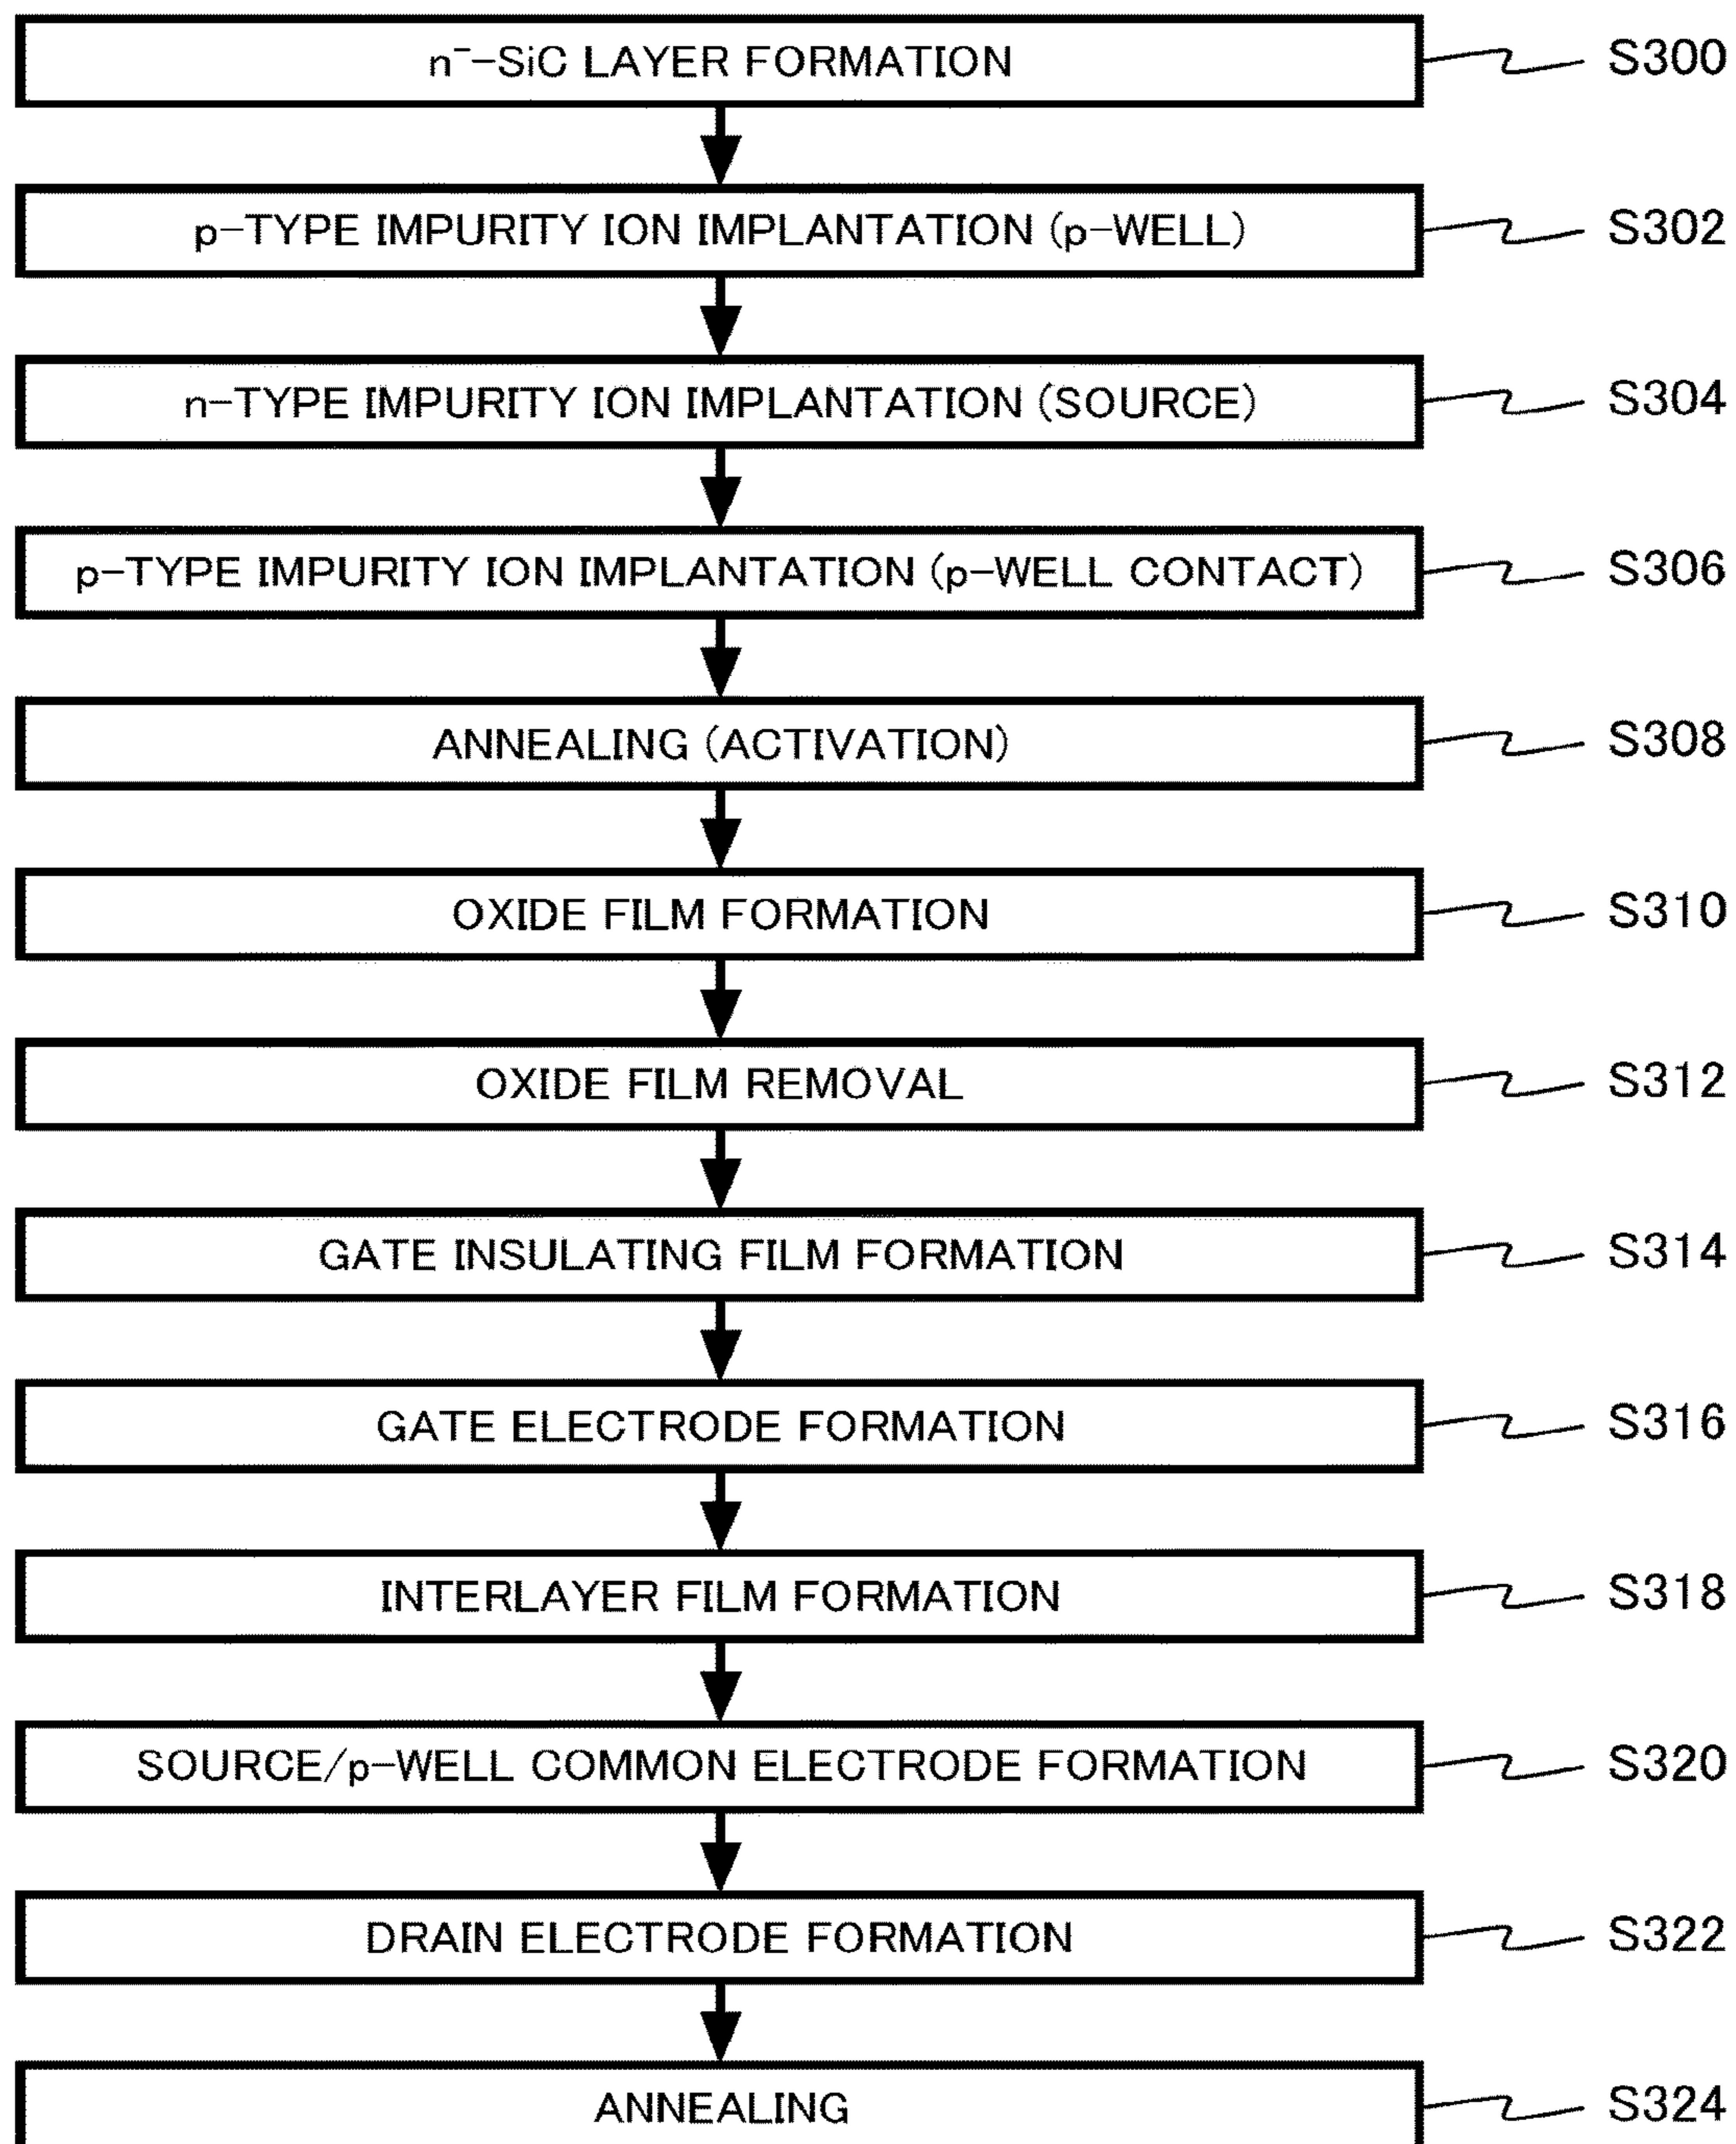 n⁻-SiC LAYER FORMATION S300
p-TYPE IMPURITY ION IMPLANTATION (p-WELL) S302
n-TYPE IMPURITY ION IMPLANTATION (SOURCE) S304
p-TYPE IMPURITY ION IMPLANTATION (p-WELL CONTACT) S306
ANNEALING (ACTIVATION) S308
OXIDE FILM FORMATION S310
OXIDE FILM REMOVAL S312
GATE INSULATING FILM FORMATION S314
GATE ELECTRODE FORMATION S316
INTERLAYER FILM FORMATION S318
SOURCE/p-WELL COMMON ELECTRODE FORMATION S320
DRAIN ELECTRODE FORMATION S322
ANNEALING S324